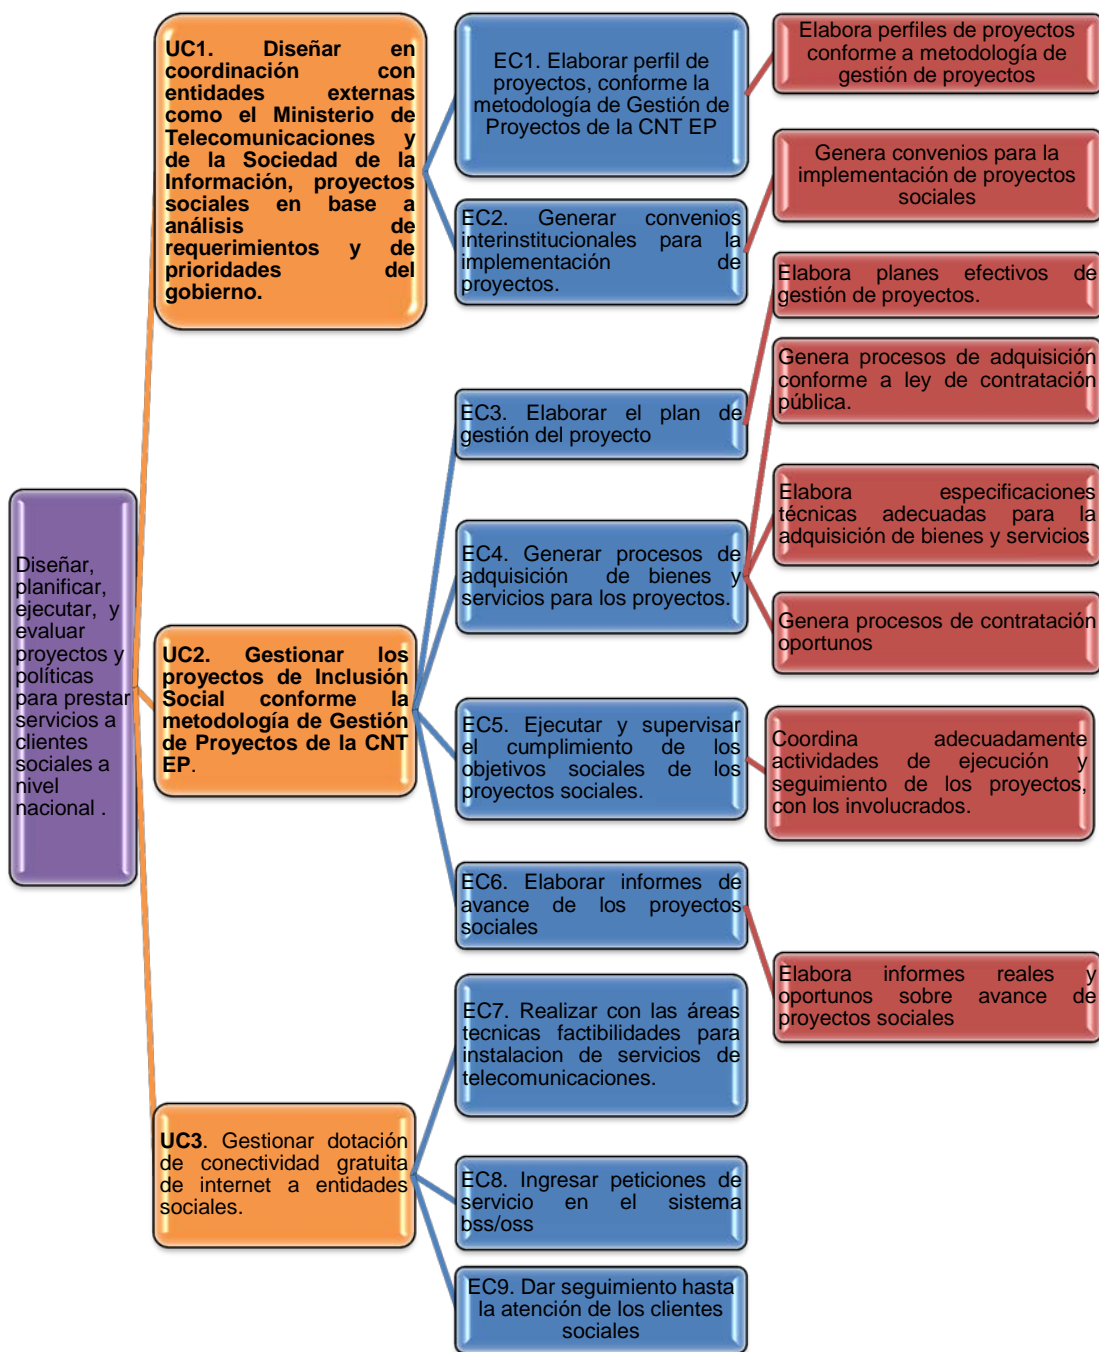 Diseñar,
planificar,
ejecutar, y
evaluar
proyectos y
políticas
para prestar
servicios a
clientes
sociales a
nivel
nacional .
UC1. Diseñar en
coordinación con
entidades externas
como el Ministerio de
Telecomunicaciones y
de la Sociedad de la
Información, proyectos
sociales en base a
análisis de
requerimientos y de
prioridades del
gobierno.
EC1. Elaborar perfil de
proyectos, conforme la
metodología de Gestión de
Proyectos de la CNT EP
Elabora perfiles de proyectos
conforme a metodología de
gestión de proyectos
EC2. Generar convenios
interinstitucionales para la
implementación de
proyectos.
Genera convenios para la
implementación de proyectos
sociales
UC2. Gestionar los
proyectos de Inclusión
Social conforme la
metodología de Gestión
de Proyectos de la CNT
EP.
EC3. Elaborar el plan de
gestión del proyecto
Elabora planes efectivos de
gestión de proyectos.
EC4. Generar procesos de
adquisición de bienes y
servicios para los proyectos.
Genera procesos de adquisición
conforme a ley de contratación
pública.
Elabora especificaciones
técnicas adecuadas para la
adquisición de bienes y servicios
Genera procesos de contratación
oportunos
EC5. Ejecutar y supervisar
el cumplimiento de los
objetivos sociales de los
proyectos sociales.
Coordina adecuadamente
actividades de ejecución y
seguimiento de los proyectos,
con los involucrados.
EC6. Elaborar informes de
avance de los proyectos
sociales
Elabora informes reales y
oportunos sobre avance de
proyectos sociales
UC3. Gestionar dotación
de conectividad gratuita
de internet a entidades
sociales.
EC7. Realizar con las áreas
tecnicas factibilidades para
instalacion de servicios de
telecomunicaciones.
EC8. Ingresar peticiones de
servicio en el sistema
bss/oss
EC9. Dar seguimiento hasta
la atención de los clientes
sociales